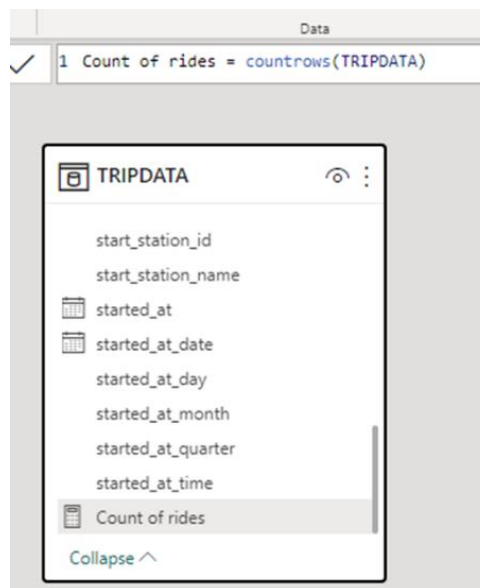 Data
1 Count of rides = countrows(TRIPDATA)
TRIPDATA
start_station_id
start_station_name
started_at
started_at_date
started_at_day
started_at_month
started_at_quarter
started_at_time
Count of rides
Collapse